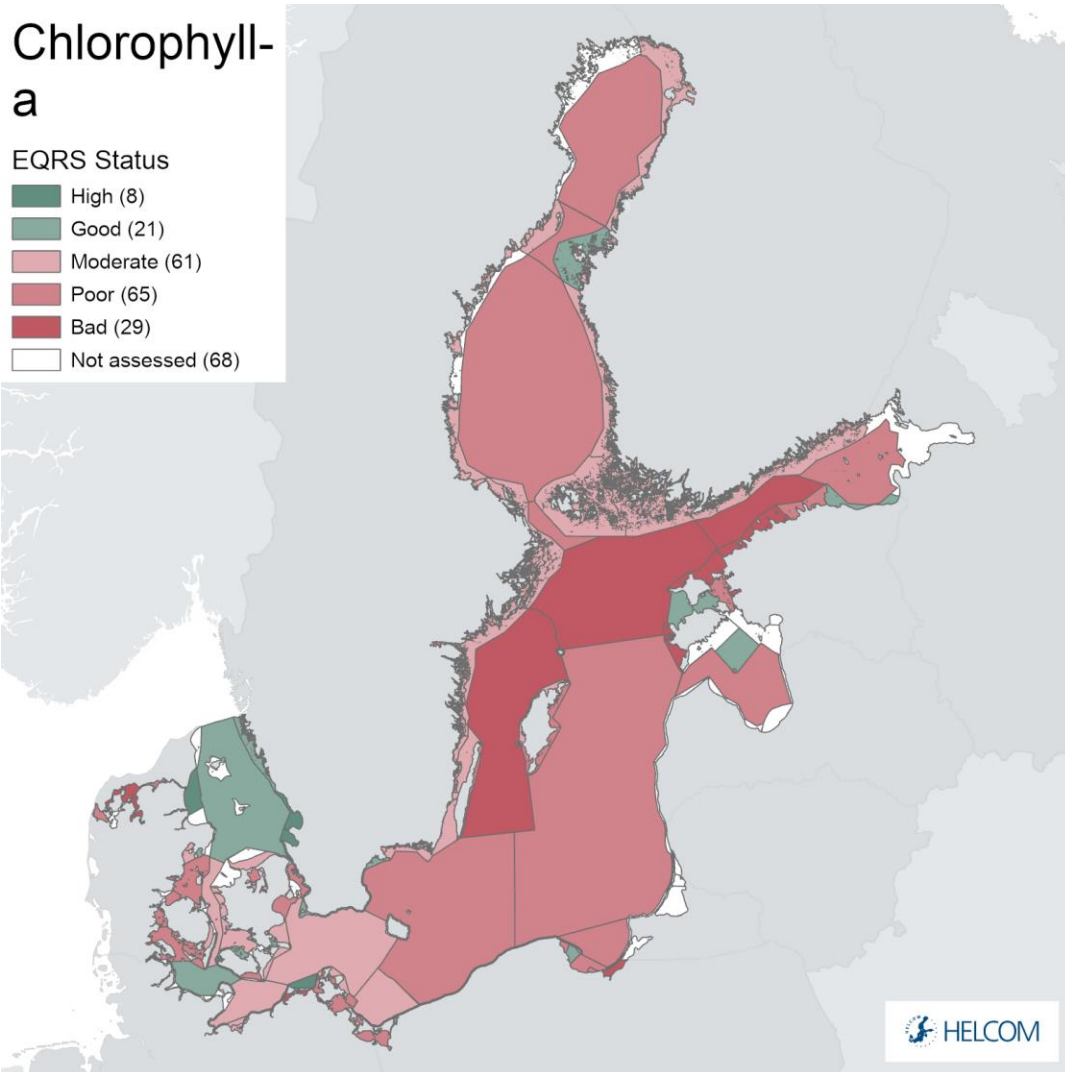 Chlorophyll-
a
EQRS Status
High (8)
Good (21)
Moderate (61)
Poor (65)
Bad (29)
Not assessed (68)
HELCOM